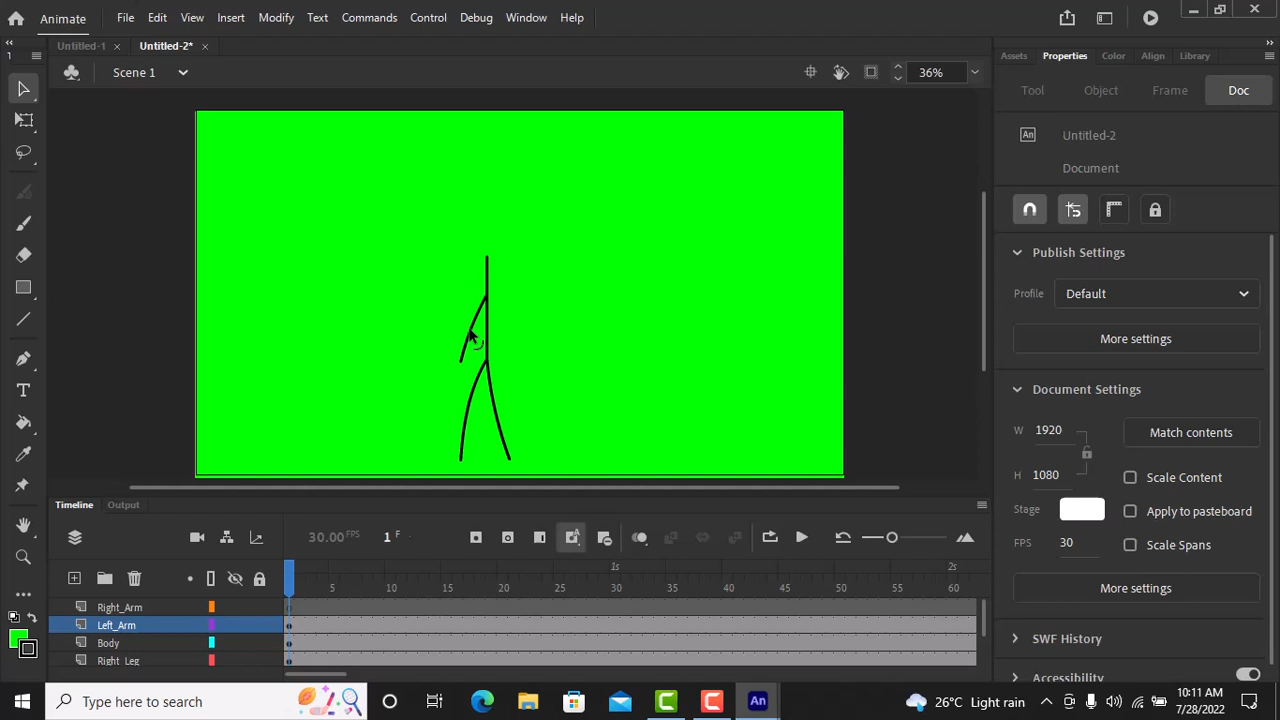 Animate File Edit View Insert Modify Text Commands Control Debug Window Help
Untitled-1 × Untitled-2* ×
1
Scene 1 36%
Assets Properties Color Align Library
Tool Object Frame Doc
An Untitled-2
Document
Publish Settings
Profile Default
More settings
Document Settings
W 1920 Match contents
H 1080 Scale Content
Stage Apply to pasteboard
FPS 30 Scale Spans
More settings
SWF History
Accessibility
T
Timeline Output
30.00 FPS 1 F A
1s 2s
5 10 15 20 25 30 35 40 45 50 55 60
Right_Arm
Left_Arm
Body
Right_Leg
Type here to search An 26°C Light rain 10:11 AM
7/28/2022